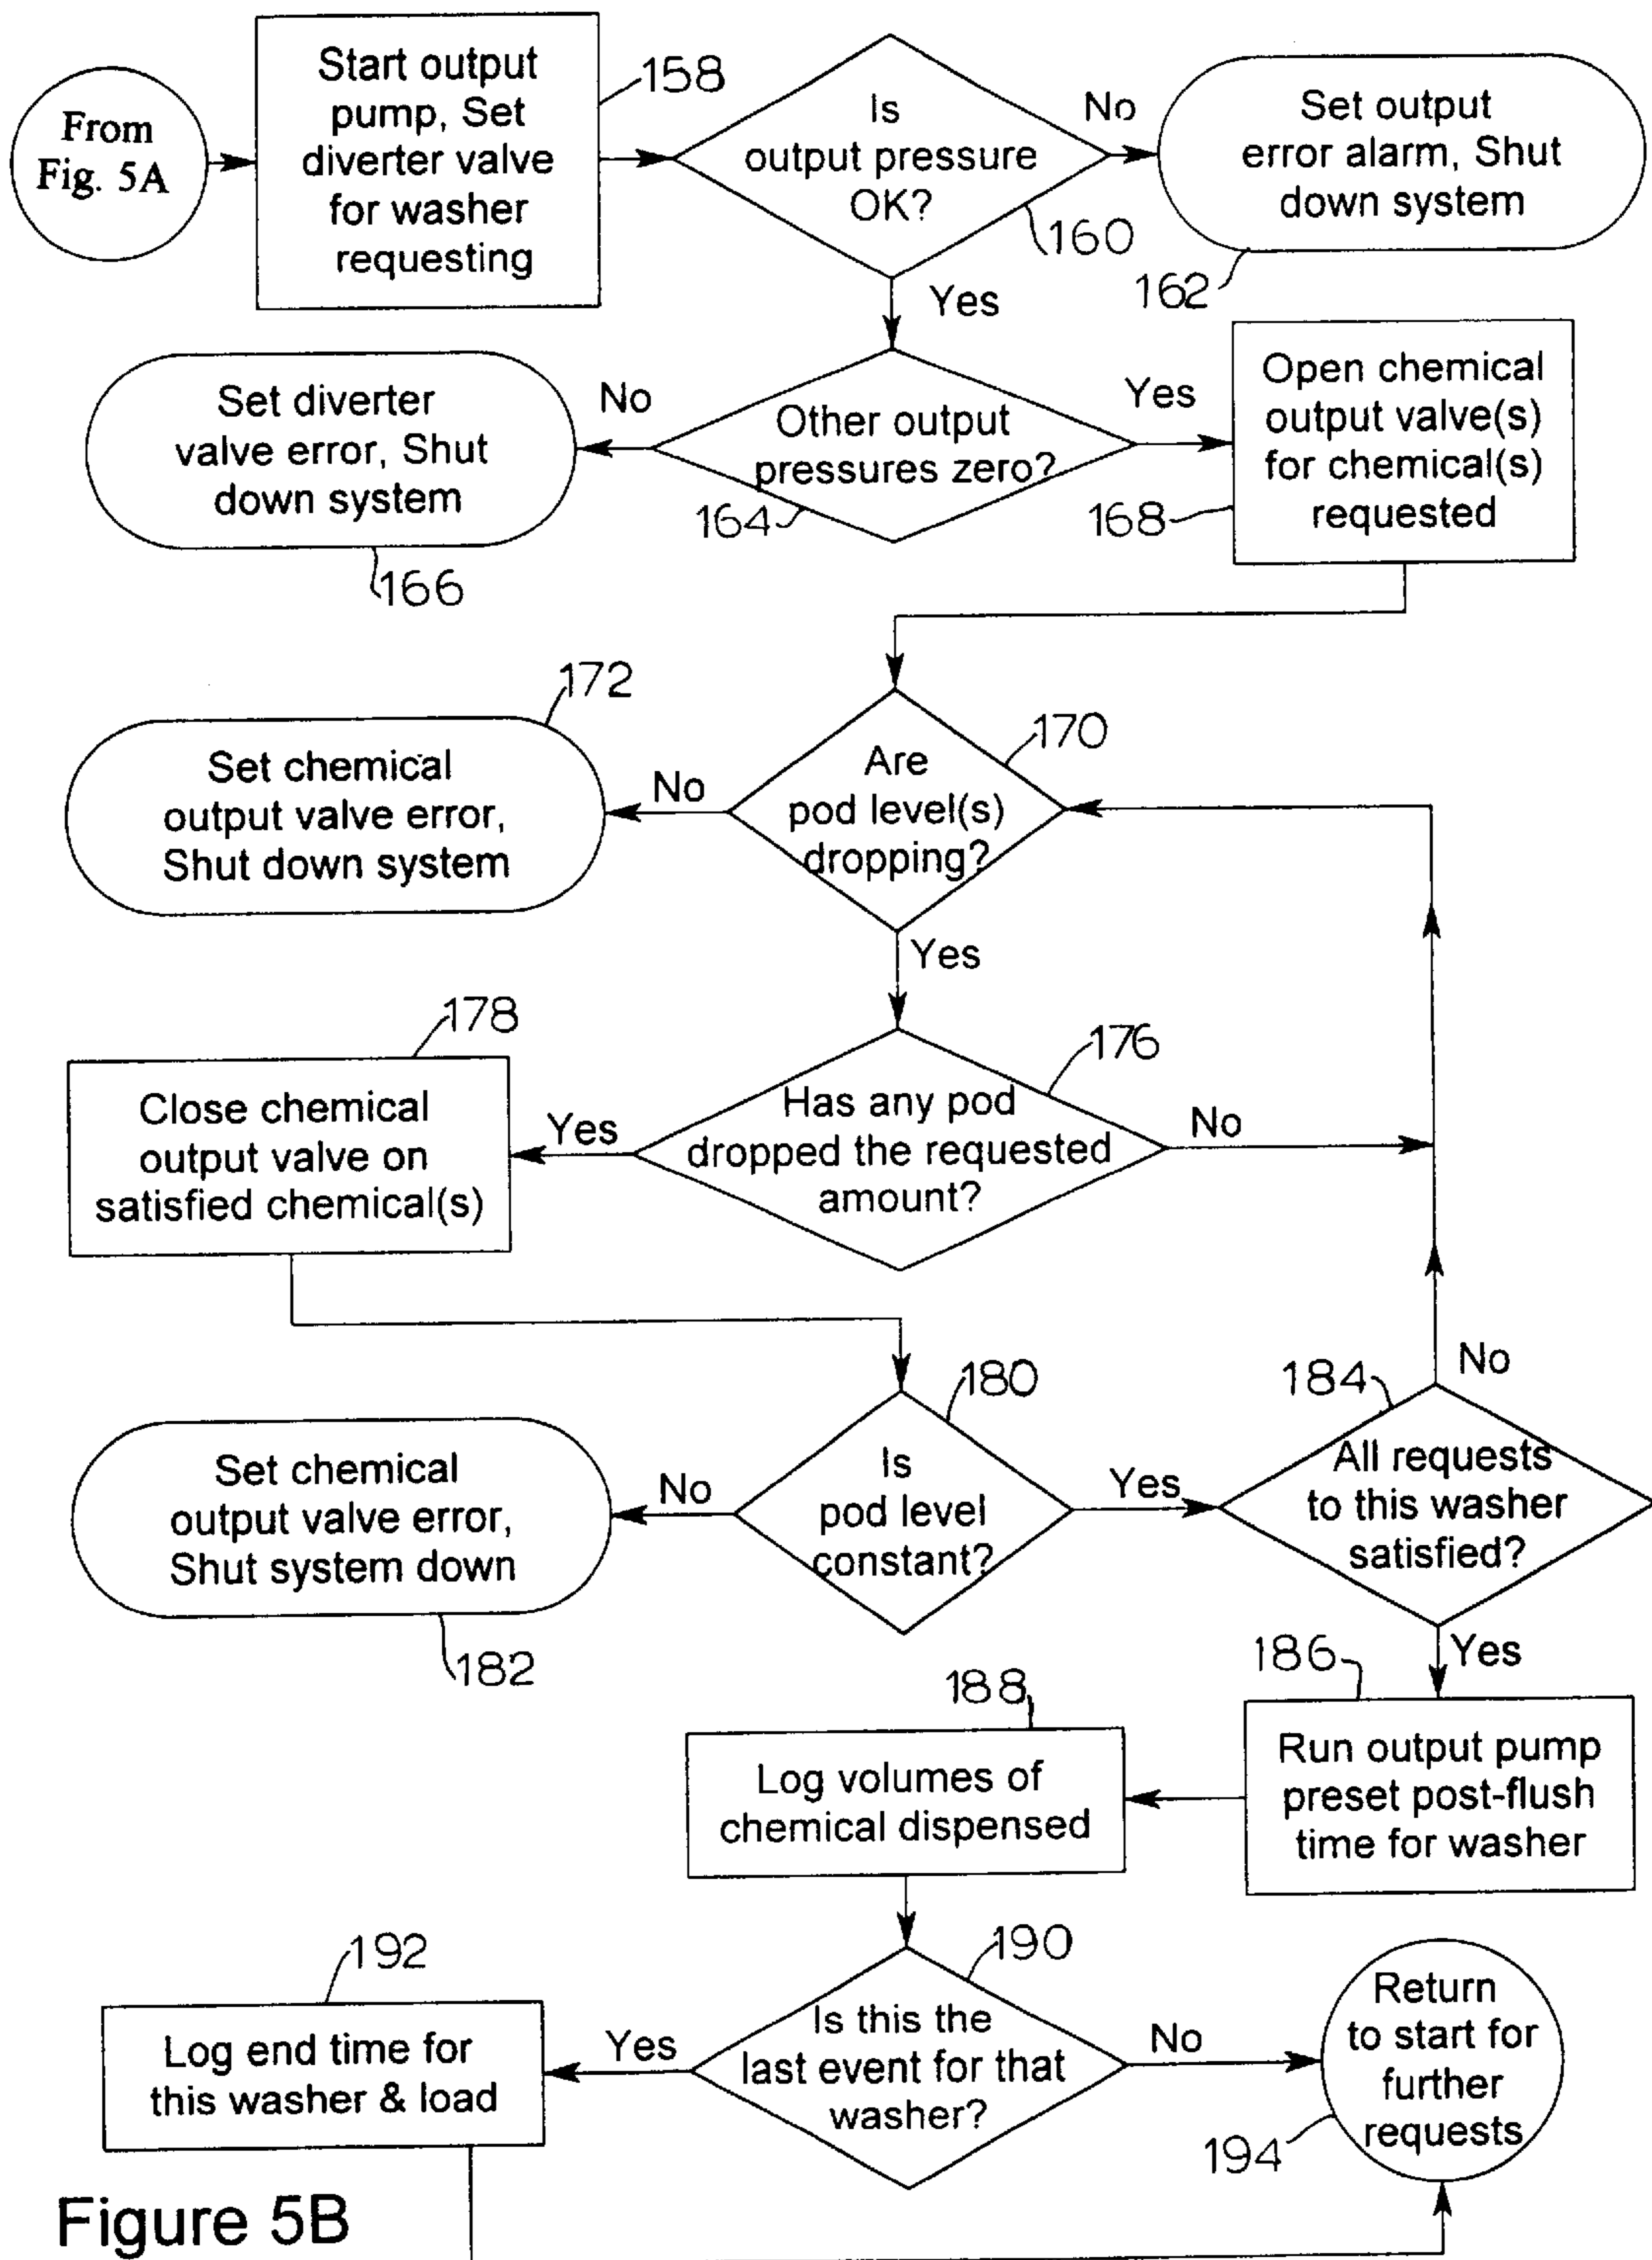 From
Fig. 5A
Start output
pump, Set
diverter valve
for washer
requesting
158
Is
output pressure
OK?
160
No
Set output
error alarm, Shut
down system
162
Yes
Set diverter
valve error, Shut
down system
166
No
Other output
pressures zero?
164
Yes
Open chemical
output valve(s)
for chemical(s)
requested
168
172
Set chemical
output valve error,
Shut down system
No
Are
pod level(s)
dropping?
170
Yes
178
Close chemical
output valve on
satisfied chemical(s)
Yes
Has any pod
dropped the requested
amount?
176
No
Set chemical
output valve error,
Shut system down
182
No
Is
pod level
constant?
180
Yes
184
No
All requests
to this washer
satisfied?
Yes
186
Run output pump
preset post-flush
time for washer
188
Log volumes of
chemical dispensed
190
Is this the
last event for that
washer?
Yes
192
Log end time for
this washer & load
No
Return
to start for
further
requests
194
Figure 5B